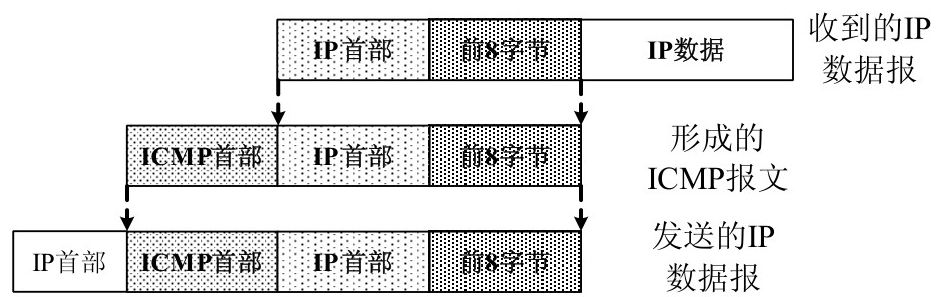 IP首部 前8字节 IP数据 收到的IP
数据报
ICMP首部 IP首部 前8字节 形成的
ICMP报文
IP首部 ICMP首部 IP首部 前8字节 发送的IP
数据报